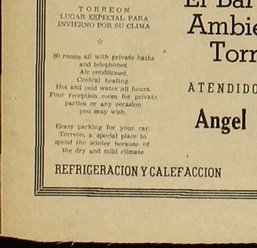 TORREON
LUGAR ESPECIAL PARA
INVIERNO POR SU CLIMA
80 rooms all with private baths
and telephones.
Air conditioned.
Central heating.
Hot and cold water all hours.
Four reception room for private
parties or any occasion
you may wish.
Easay parking for your car.
Torreón, a special place to
spend the winter because of
the dry and mild climate
REFRIGERACION Y CALEFACCION
El Bar
Ambie
Torr
ATENDIDO
Angel